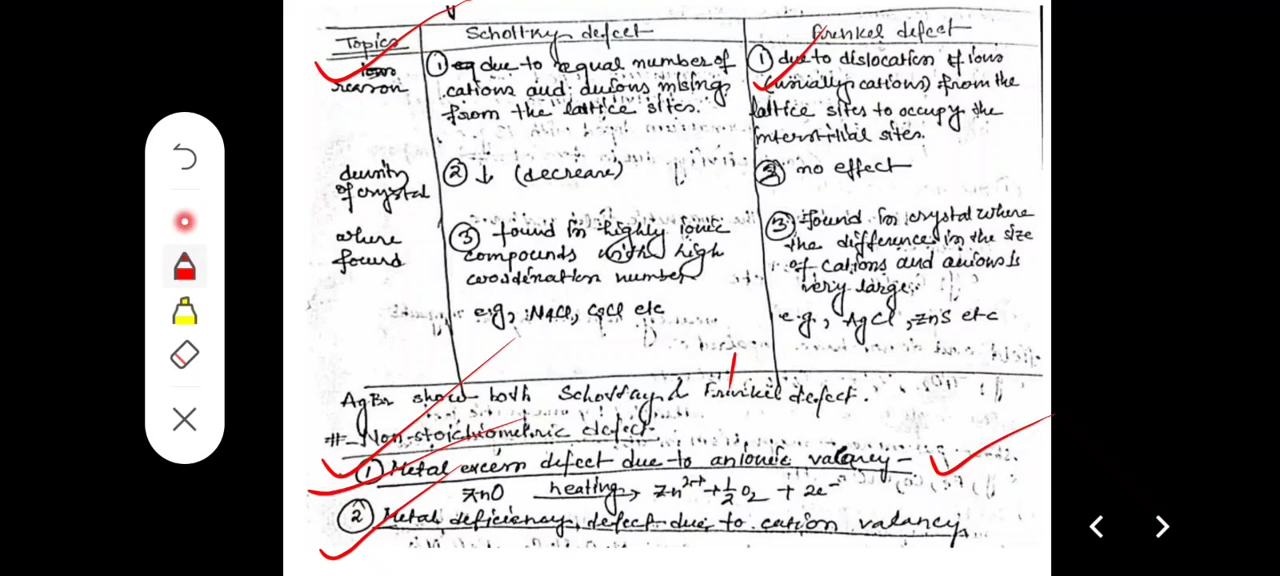 Topics
Schottky defect
Frenkel defect
reason
① due to equal number of
cations and anions missing
from the lattice sites.
① due to dislocation of ions
(usually cations) from the
lattice sites to occupy the
interstitial sites.
density
of crystal
② ↓ (decrease)
② no effect
where
found
③ found in highly ionic
compounds with high
coordination number
e.g., NaCl, CsCl etc
③ found in crystal where
the difference in the size
of cations and anions is
very large.
e.g., AgCl, ZnS etc
AgBr show both Schottky & Frenkel defect.
# Non-stoichiometric defect-
① Metal excess defect due to anionic valancy -
ZnO heating → Zn²⁺ + ½ O₂ + 2e⁻
② Metal deficiency defect due to cation valancy